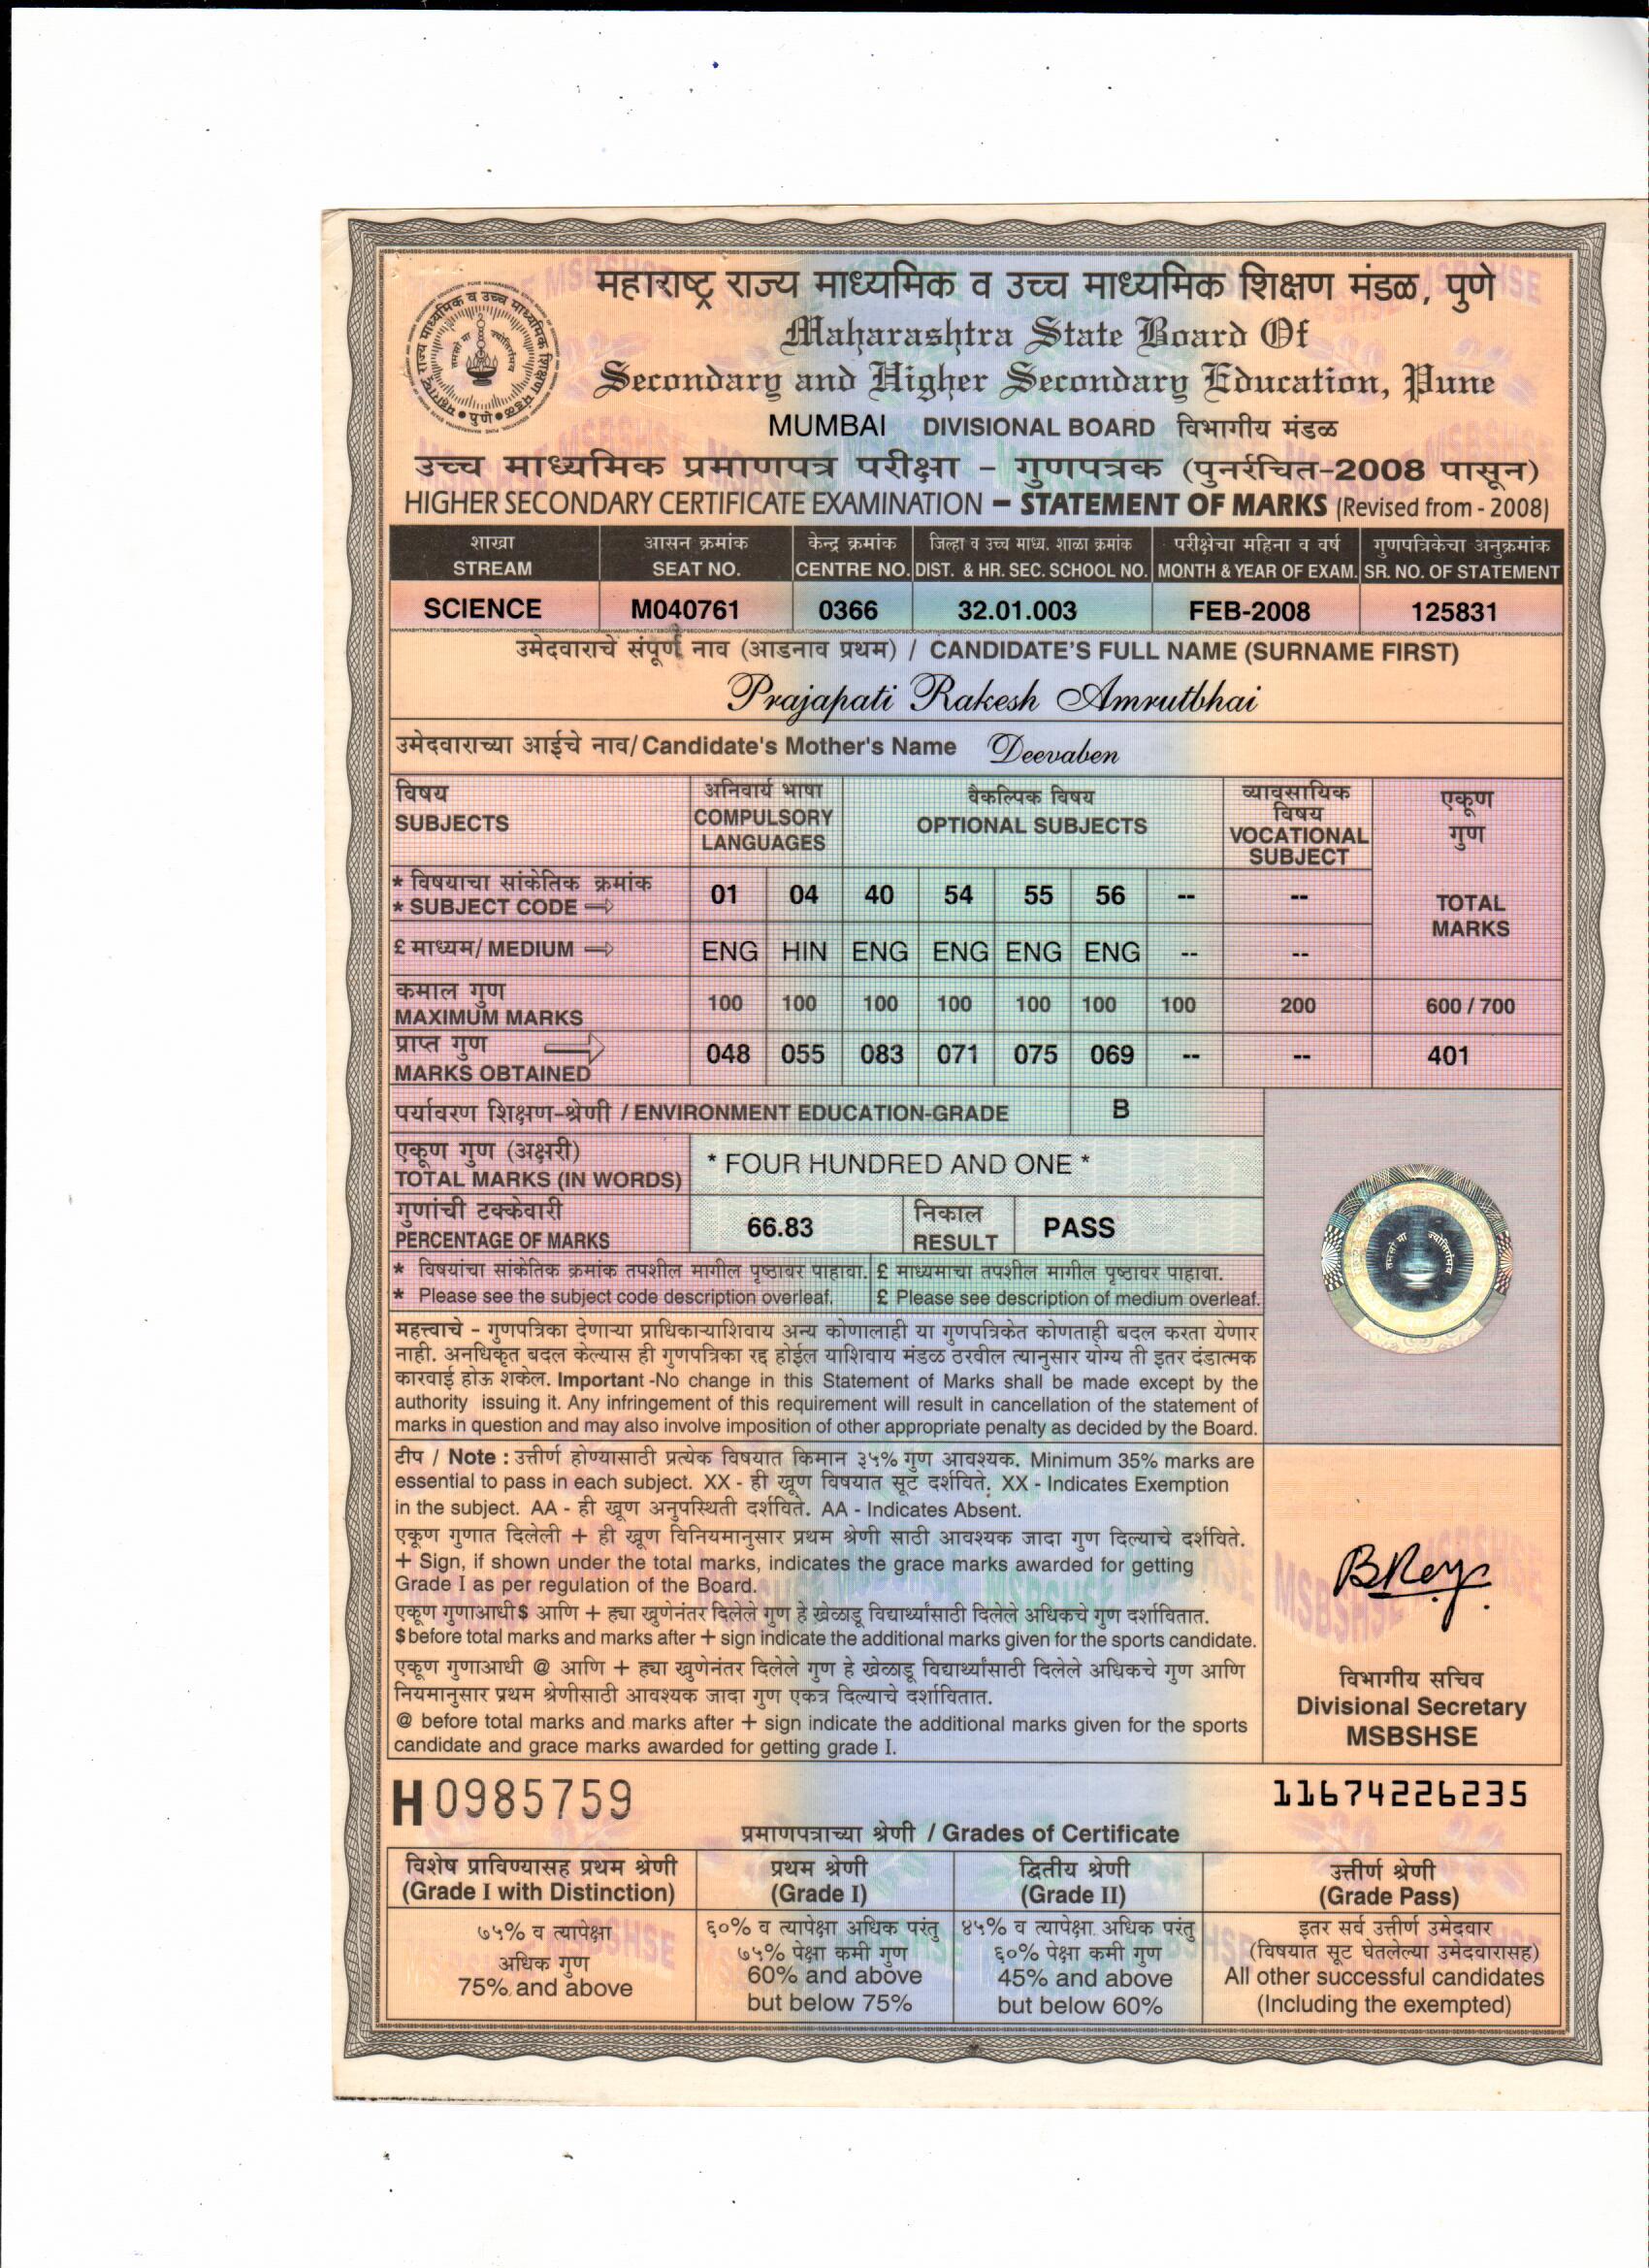 महाराष्ट्र राज्य माध्यमिक व उच्च माध्यमिक शिक्षण मंडळ, पुणे
Maharashtra State Board Of
Secondary and Higher Secondary Education, Pune
MUMBAI DIVISIONAL BOARD विभागीय मंडळ
उच्च माध्यमिक प्रमाणपत्र परीक्षा - गुणपत्रक (पुनर्रचित-2008 पासून)
HIGHER SECONDARY CERTIFICATE EXAMINATION – STATEMENT OF MARKS (Revised from - 2008)
शाखा आसन क्रमांक केन्द्र क्रमांक जिल्हा व उच्च माध्य. शाळा क्रमांक परीक्षेचा महिना व वर्ष गुणपत्रिकेचा अनुक्रमांक
STREAM SEAT NO. CENTRE NO. DIST. & HR. SEC. SCHOOL NO. MONTH & YEAR OF EXAM. SR. NO. OF STATEMENT
SCIENCE M040761 0366 32.01.003 FEB-2008 125831
उमेदवाराचे संपूर्ण नाव (आडनाव प्रथम) / CANDIDATE'S FULL NAME (SURNAME FIRST)
Prajapati Rakesh Amrutbhai
उमेदवाराच्या आईचे नाव/ Candidate's Mother's Name Deevaben
विषय अनिवार्य भाषा वैकल्पिक विषय व्यावसायिक विषय एकूण गुण
SUBJECTS COMPULSORY LANGUAGES OPTIONAL SUBJECTS VOCATIONAL SUBJECT
* विषयाचा सांकेतिक क्रमांक
* SUBJECT CODE ⇨ 01 04 40 54 55 56 -- -- TOTAL MARKS
£ माध्यम/ MEDIUM ⇨ ENG HIN ENG ENG ENG ENG -- --
कमाल गुण
MAXIMUM MARKS 100 100 100 100 100 100 100 200 600 / 700
प्राप्त गुण
MARKS OBTAINED 048 055 083 071 075 069 -- -- 401
पर्यावरण शिक्षण-श्रेणी / ENVIRONMENT EDUCATION-GRADE B
एकूण गुण (अक्षरी)
TOTAL MARKS (IN WORDS) * FOUR HUNDRED AND ONE *
गुणांची टक्केवारी निकाल
PERCENTAGE OF MARKS 66.83 RESULT PASS
* विषयांचा सांकेतिक क्रमांक तपशील मागील पृष्ठावर पाहावा. £ माध्यमाचा तपशील मागील पृष्ठावर पाहावा.
* Please see the subject code description overleaf. £ Please see description of medium overleaf.
महत्त्वाचे - गुणपत्रिका देणाऱ्या प्राधिकाऱ्याशिवाय अन्य कोणालाही या गुणपत्रिकेत कोणताही बदल करता येणार
नाही. अनधिकृत बदल केल्यास ही गुणपत्रिका रद्द होईल याशिवाय मंडळ ठरवील त्यानुसार योग्य ती इतर दंडात्मक
कारवाई होऊ शकेल. Important -No change in this Statement of Marks shall be made except by the
authority issuing it. Any infringement of this requirement will result in cancellation of the statement of
marks in question and may also involve imposition of other appropriate penalty as decided by the Board.
टीप / Note : उत्तीर्ण होण्यासाठी प्रत्येक विषयात किमान ३५% गुण आवश्यक. Minimum 35% marks are
essential to pass in each subject. XX - ही खूण विषयात सूट दर्शविते. XX - Indicates Exemption
in the subject. AA - ही खूण अनुपस्थिती दर्शविते. AA - Indicates Absent.
एकूण गुणात दिलेली + ही खूण विनियमानुसार प्रथम श्रेणी साठी आवश्यक जादा गुण दिल्याचे दर्शविते.
+ Sign, if shown under the total marks, indicates the grace marks awarded for getting
Grade I as per regulation of the Board.
एकूण गुणाआधी $ आणि + ह्या खुणेनंतर दिलेले गुण हे खेळाडू विद्यार्थ्यांसाठी दिलेले अधिकचे गुण दर्शावितात.
$ before total marks and marks after + sign indicate the additional marks given for the sports candidate.
एकूण गुणाआधी @ आणि + ह्या खुणेनंतर दिलेले गुण हे खेळाडू विद्यार्थ्यांसाठी दिलेले अधिकचे गुण आणि
नियमानुसार प्रथम श्रेणीसाठी आवश्यक जादा गुण एकत्र दिल्याचे दर्शावितात.
@ before total marks and marks after + sign indicate the additional marks given for the sports
candidate and grace marks awarded for getting grade I.
विभागीय सचिव
Divisional Secretary
MSBSHSE
H 0985759 11674226235
प्रमाणपत्राच्या श्रेणी / Grades of Certificate
विशेष प्राविण्यासह प्रथम श्रेणी प्रथम श्रेणी द्वितीय श्रेणी उत्तीर्ण श्रेणी
(Grade I with Distinction) (Grade I) (Grade II) (Grade Pass)
७५% व त्यापेक्षा ६०% व त्यापेक्षा अधिक परंतु ४५% व त्यापेक्षा अधिक परंतु इतर सर्व उत्तीर्ण उमेदवार
अधिक गुण ७५% पेक्षा कमी गुण ६०% पेक्षा कमी गुण (विषयात सूट घेतलेल्या उमेदवारासह)
75% and above 60% and above 45% and above All other successful candidates
but below 75% but below 60% (Including the exempted)